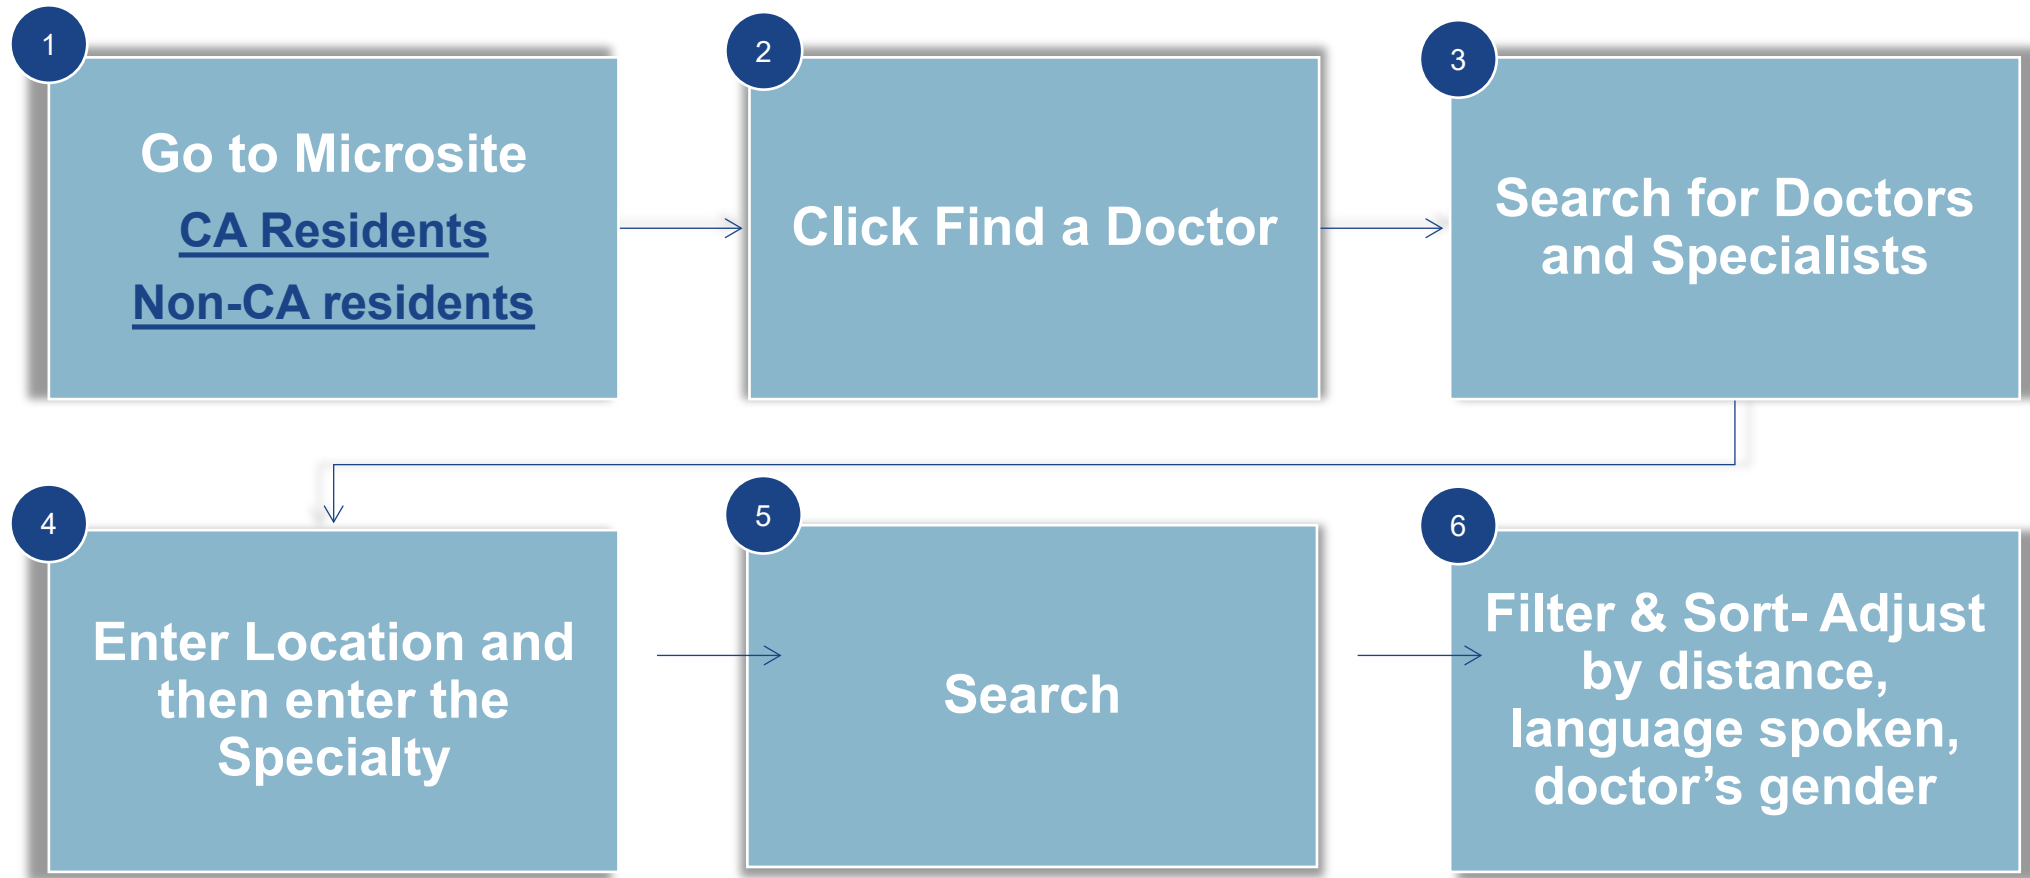 1
Go to Microsite
CA Residents
Non-CA residents
2
Click Find a Doctor
3
Search for Doctors
and Specialists
4
Enter Location and
then enter the
Specialty
5
Search
6
Filter & Sort- Adjust
by distance,
language spoken,
doctor’s gender